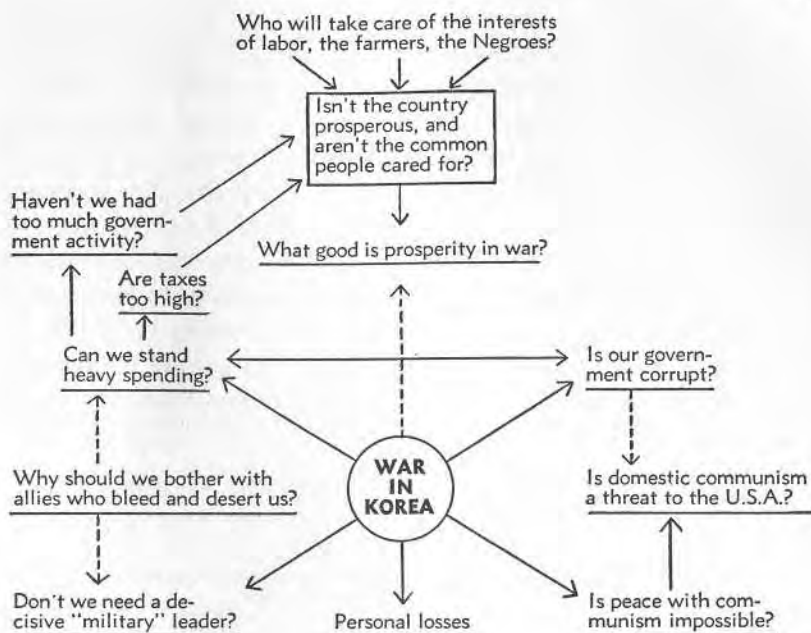 Who will take care of the interests
of labor, the farmers, the Negroes?
Isn't the country
prosperous, and
aren't the common
people cared for?
Haven't we had
too much govern-
ment activity?
What good is prosperity in war?
Are taxes
too high?
Can we stand
heavy spending?
Is our govern-
ment corrupt?
Why should we bother with
allies who bleed and desert us?
WAR
IN
KOREA
Is domestic communism
a threat to the U.S.A.?
Don't we need a de-
cisive "military" leader?
Personal losses
Is peace with com-
munism impossible?